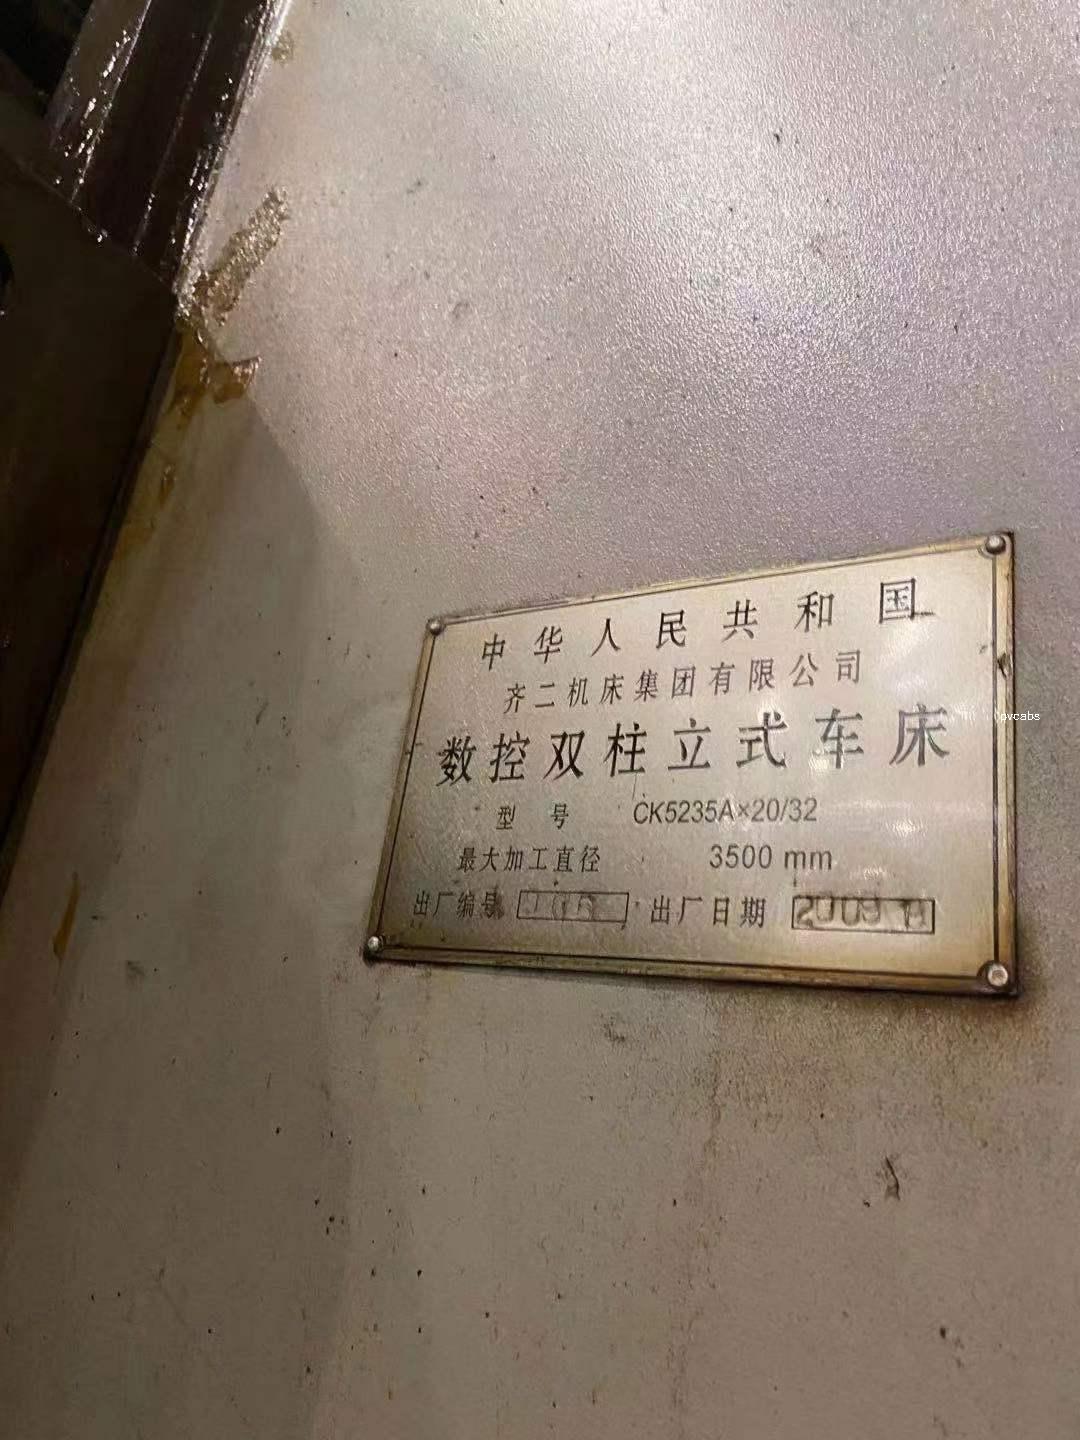 中华人民共和国
齐二机床集团有限公司
数控双柱立式车床
型号 CK5235A×20/32
最大加工直径 3500 mm
出厂编号 出厂日期 2009
pvcabs